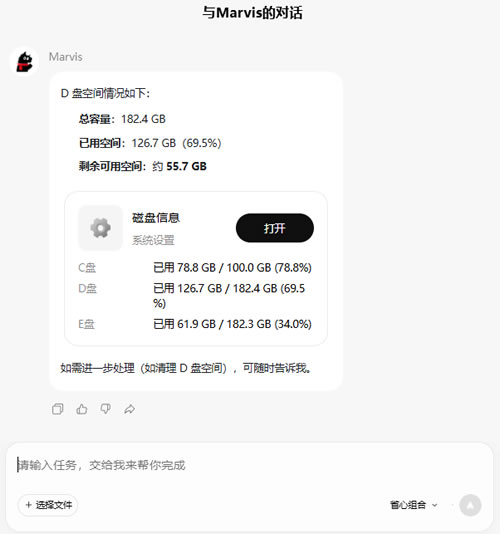 与Marvis的对话
Marvis
D 盘空间情况如下：
总容量：182.4 GB
已用空间：126.7 GB（69.5%）
剩余可用空间：约 55.7 GB
磁盘信息
系统设置
打开
C盘 已用 78.8 GB / 100.0 GB (78.8%)
D盘 已用 126.7 GB / 182.4 GB (69.5
%)
E盘 已用 61.9 GB / 182.3 GB (34.0%)
如需进一步处理（如清理 D 盘空间），可随时告诉我。
请输入任务，交给我来帮你完成
+ 选择文件
省心组合